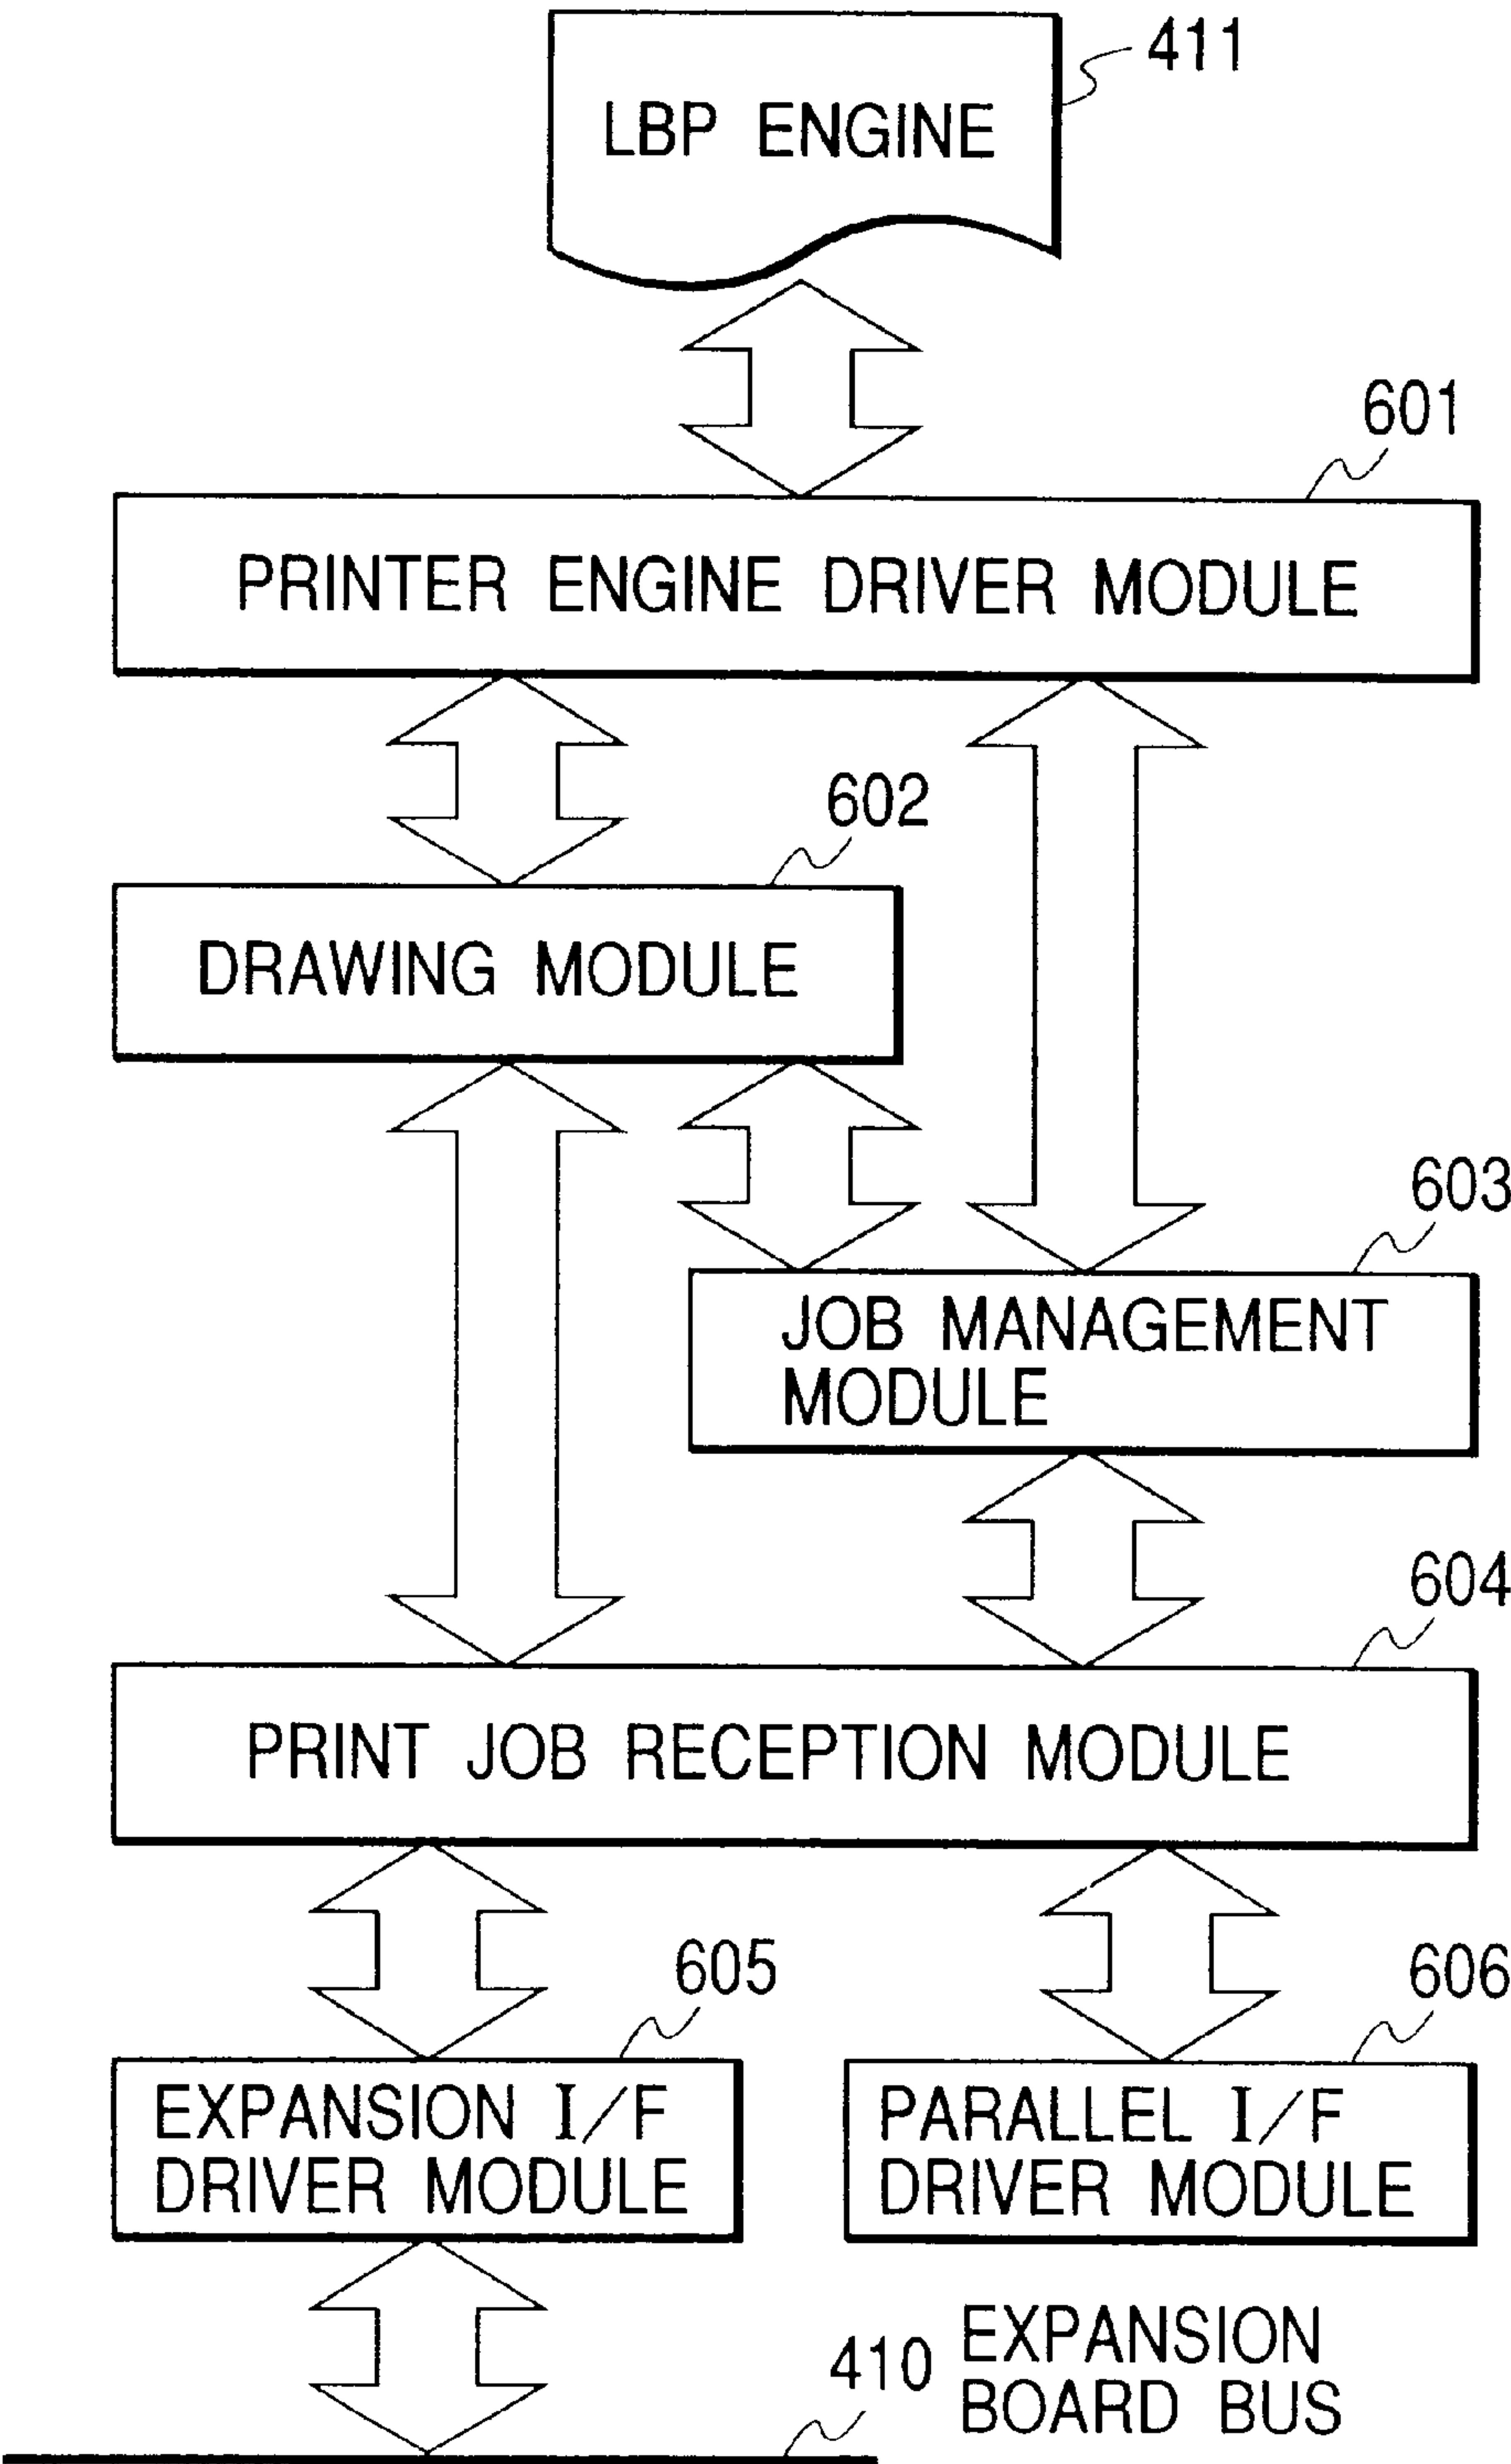 411
LBP ENGINE
601
PRINTER ENGINE DRIVER MODULE
602
DRAWING MODULE
603
JOB MANAGEMENT
MODULE
604
PRINT JOB RECEPTION MODULE
605
EXPANSION I/F
DRIVER MODULE
606
PARALLEL I/F
DRIVER MODULE
410
EXPANSION
BOARD BUS